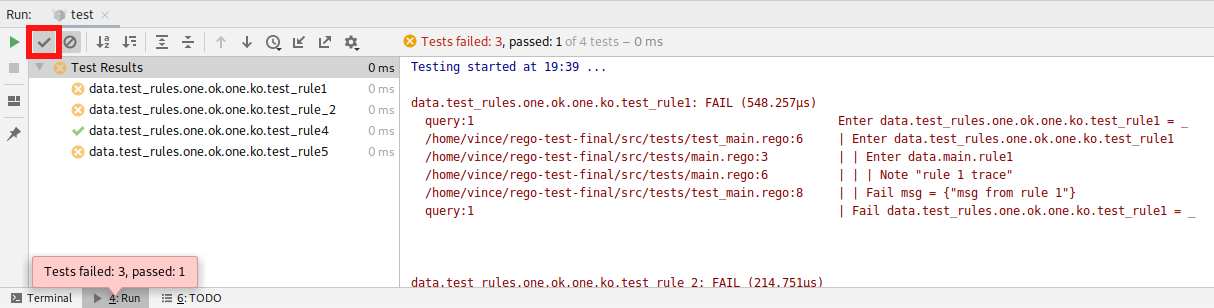 Run: test
Tests failed: 3, passed: 1 of 4 tests – 0 ms
Test Results 0 ms
data.test_rules.one.ok.one.ko.test_rule1 0 ms
data.test_rules.one.ok.one.ko.test_rule_2 0 ms
data.test_rules.one.ok.one.ko.test_rule4 0 ms
data.test_rules.one.ok.one.ko.test_rule5 0 ms
Testing started at 19:39 ...
data.test_rules.one.ok.one.ko.test_rule1: FAIL (548.257µs)
query:1 Enter data.test_rules.one.ok.one.ko.test_rule1 = _
/home/vince/rego-test-final/src/tests/test_main.rego:6 | Enter data.test_rules.one.ok.one.ko.test_rule1
/home/vince/rego-test-final/src/tests/main.rego:3 | | Enter data.main.rule1
/home/vince/rego-test-final/src/tests/main.rego:6 | | | Note "rule 1 trace"
/home/vince/rego-test-final/src/tests/test_main.rego:8 | | Fail msg = {"msg from rule 1"}
query:1 | Fail data.test_rules.one.ok.one.ko.test_rule1 = _
data.test_rules.one.ok.one.ko.test_rule_2: FAIL (214.751µs)
Tests failed: 3, passed: 1
Terminal 4: Run 6: TODO